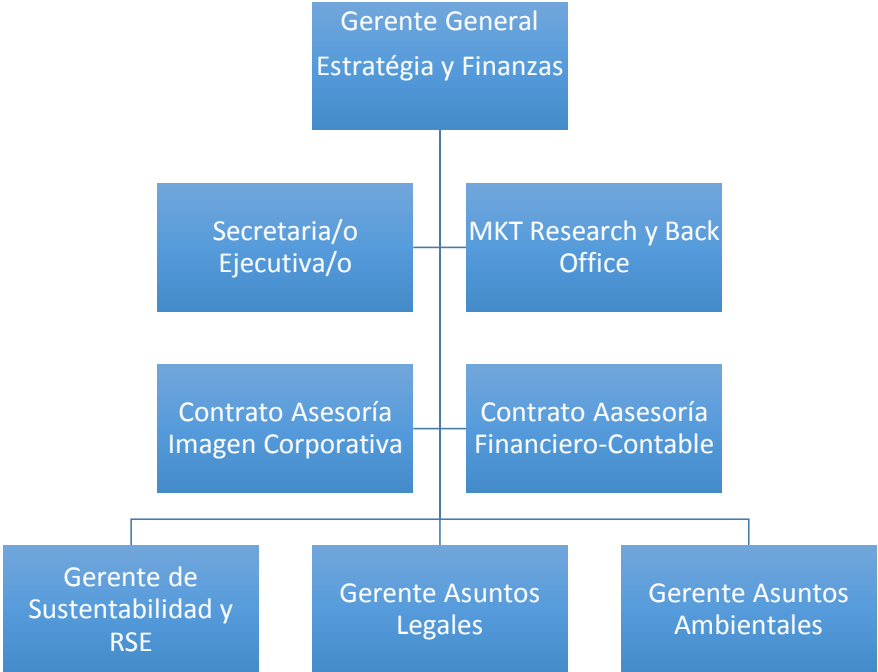 Gerente General
Estratégia y Finanzas
Secretaria/o
Ejecutiva/o
MKT Research y Back
Office
Contrato Asesoría
Imagen Corporativa
Contrato Aasesoría
Financiero-Contable
Gerente de
Sustentabilidad y
RSE
Gerente Asuntos
Legales
Gerente Asuntos
Ambientales